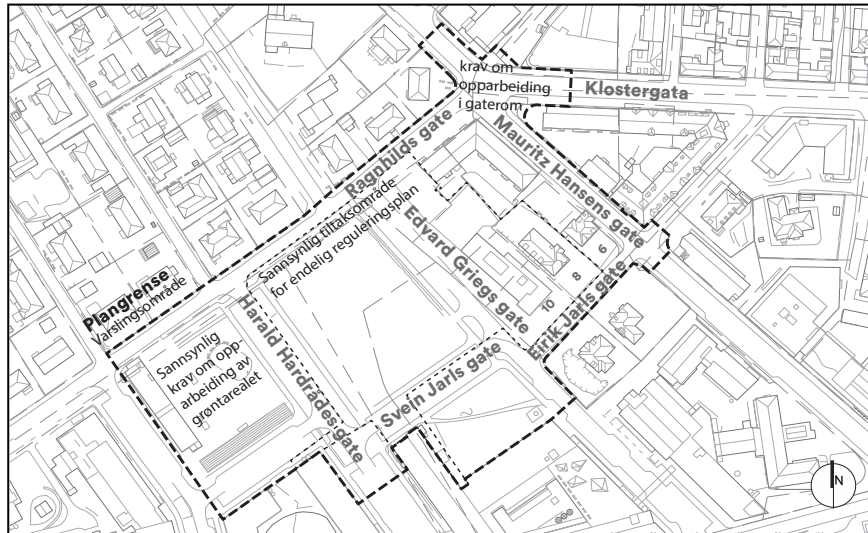 krav om
opparbeiding
i gaterom
Klostergata
Ragnhilds gate
Mauritz Hansens gate
Sannsynlig tiltaksområde
for endelig reguleringsplan
Edvard Griegs gate
6
8
10
Eirik Jarls gate
Plangrense
Varslingsområde
Harald Hardrådes gate
Sannsynlig
krav om opp-
arbeiding av
grøntarealet
Svein Jarls gate
N